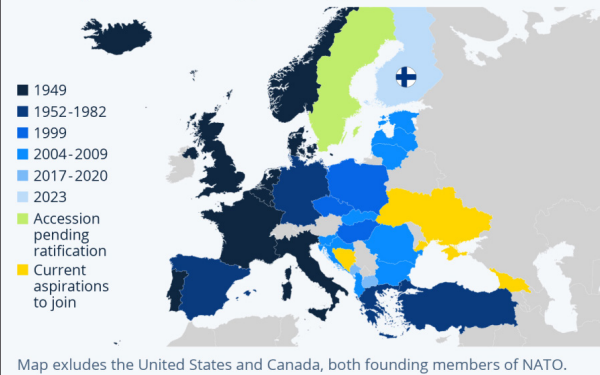 1949
1952-1982
1999
2004-2009
2017-2020
2023
Accession
pending
ratification
Current
aspirations
to join
Map exludes the United States and Canada, both founding members of NATO.